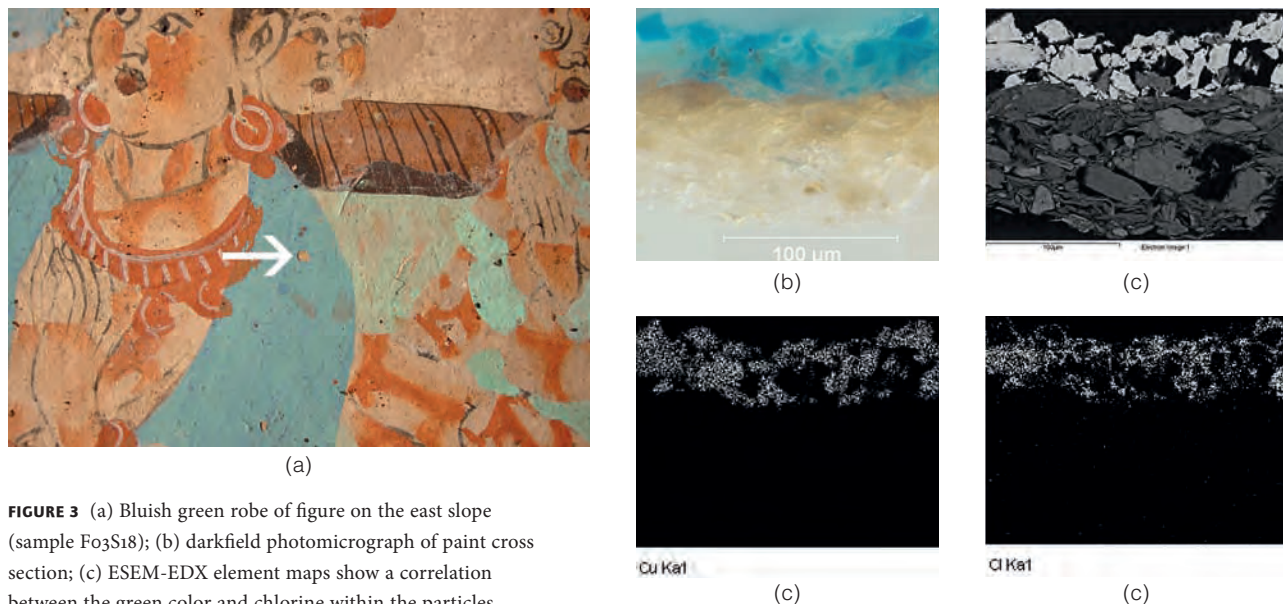 (a)
FIGURE 3 (a) Bluish green robe of figure on the east slope
(sample F03S18); (b) darkfield photomicrograph of paint cross
section; (c) ESEM-EDX element maps show a correlation
between the green color and chlorine within the particles
100 µm
(b)
100µm Electron Image 1
(c)
Cu Ka1
(c)
Cl Ka1
(c)